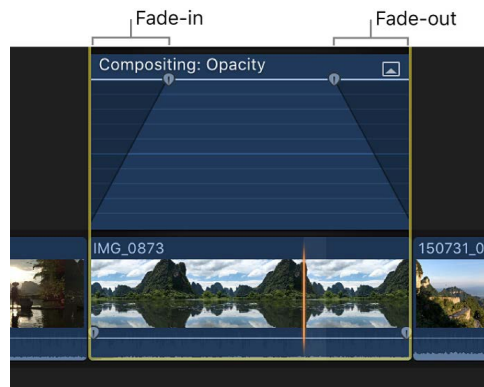 Fade-in
Fade-out
Compositing: Opacity
IMG_0873
150731_0